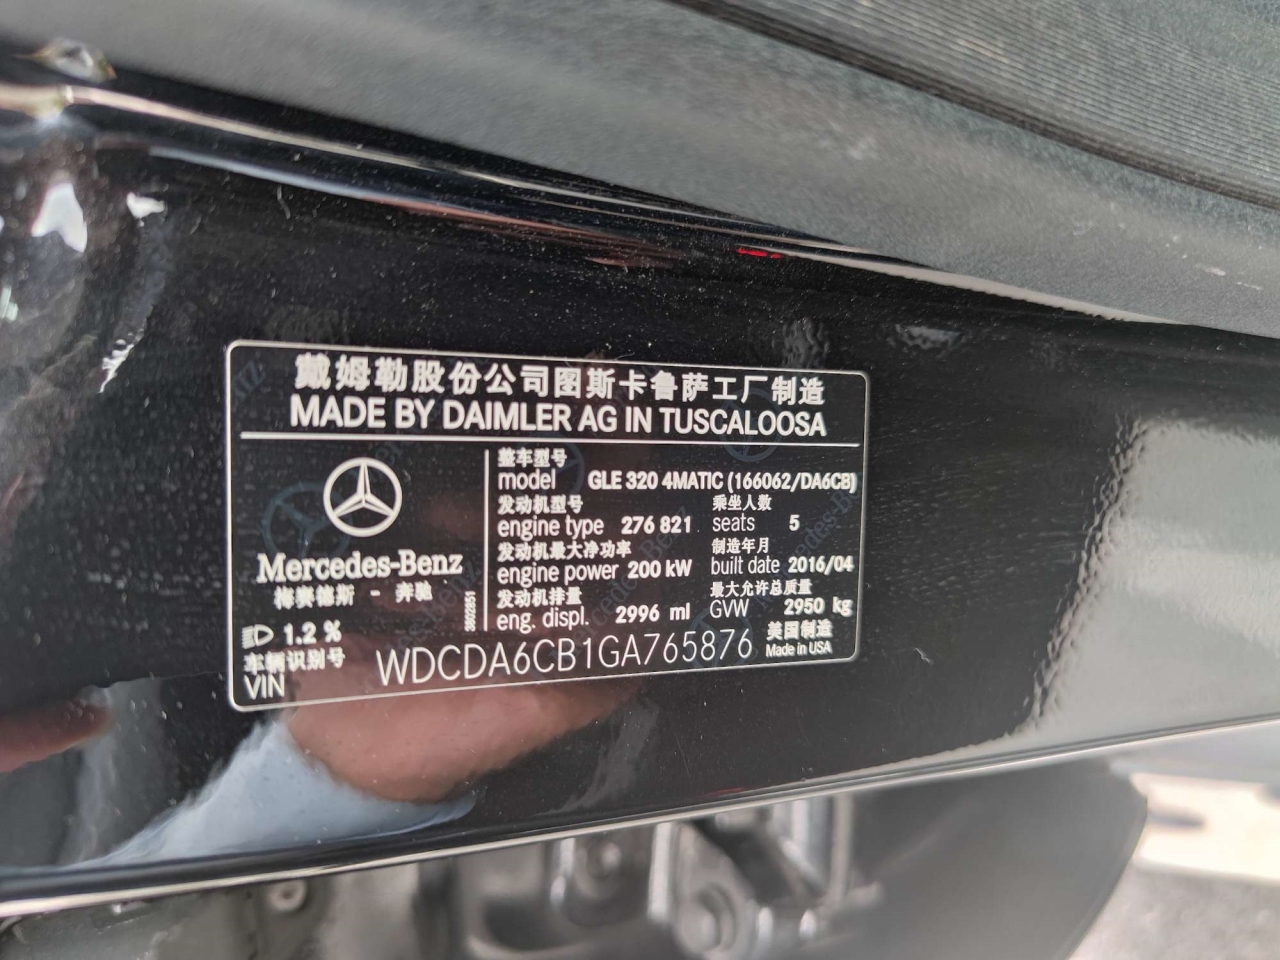 戴姆勒股份公司图斯卡鲁萨工厂制造
MADE BY DAIMLER AG IN TUSCALOOSA
Mercedes-Benz
梅赛德斯 - 奔驰
1.2 %
3802851
整车型号
model GLE 320 4MATIC (166062/DA6CB)
发动机型号 乘坐人数
engine type 276 821 seats 5
发动机最大净功率 制造年月
engine power 200 kW built date 2016/04
发动机排量 最大允许总质量
eng. displ. 2996 ml GVW 2950 kg
车辆识别号 美国制造
VIN WDCDA6CB1GA765876 Made in USA